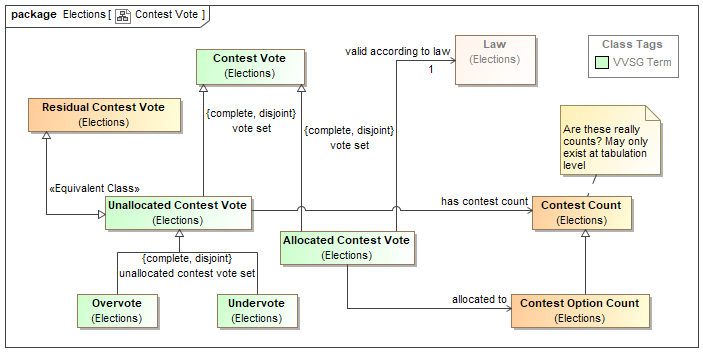 package Elections [ Contest Vote ]
Contest Vote
(Elections)
valid according to law
1
Law
(Elections)
Class Tags
VVSG Term
Residual Contest Vote
(Elections)
{complete, disjoint}
vote set
{complete, disjoint}
vote set
Are these really
counts? May only
exist at tabulation
level
«Equivalent Class»
Unallocated Contest Vote
(Elections)
has contest count
Contest Count
(Elections)
Allocated Contest Vote
(Elections)
{complete, disjoint}
unallocated contest vote set
Overvote
(Elections)
Undervote
(Elections)
allocated to
Contest Option Count
(Elections)